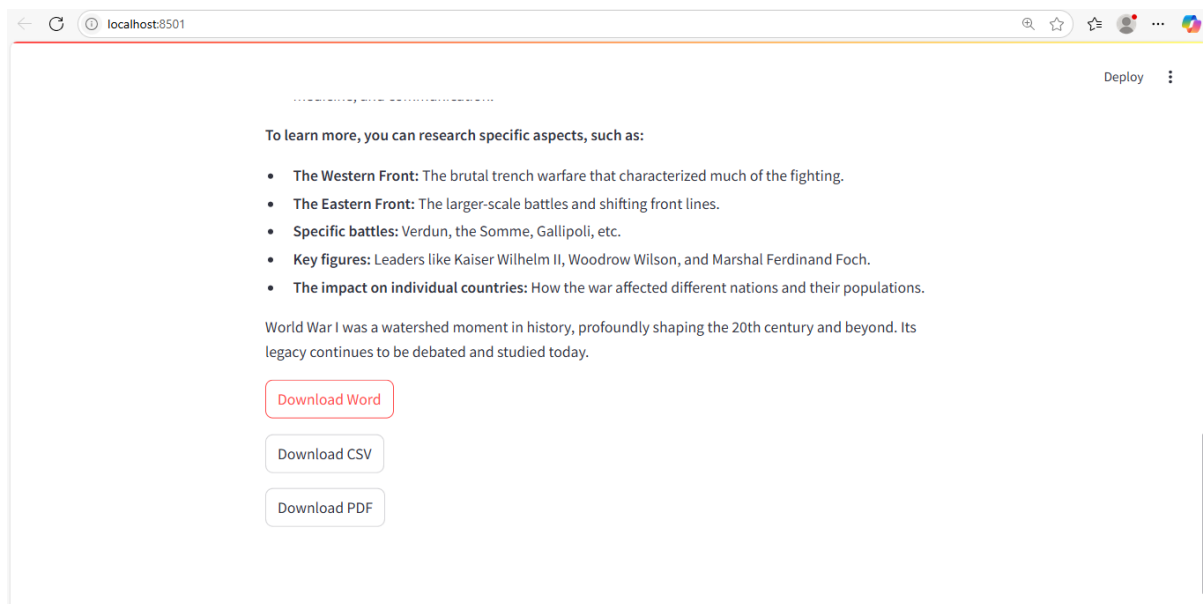 localhost:8501
Deploy
medicine, and communication.
To learn more, you can research specific aspects, such as:
• The Western Front: The brutal trench warfare that characterized much of the fighting.
• The Eastern Front: The larger-scale battles and shifting front lines.
• Specific battles: Verdun, the Somme, Gallipoli, etc.
• Key figures: Leaders like Kaiser Wilhelm II, Woodrow Wilson, and Marshal Ferdinand Foch.
• The impact on individual countries: How the war affected different nations and their populations.
World War I was a watershed moment in history, profoundly shaping the 20th century and beyond. Its
legacy continues to be debated and studied today.
Download Word
Download CSV
Download PDF